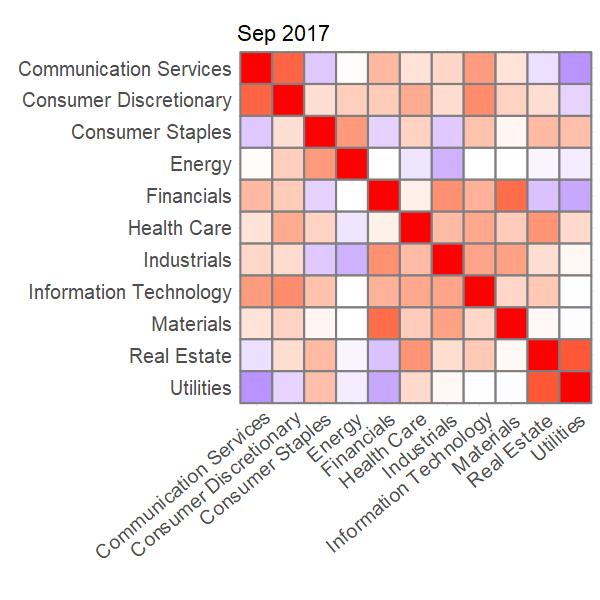 Sep 2017
Communication Services
Consumer Discretionary
Consumer Staples
Energy
Financials
Health Care
Industrials
Information Technology
Materials
Real Estate
Utilities
Communication Services
Consumer Discretionary
Consumer Staples
Energy
Financials
Health Care
Industrials
Information Technology
Materials
Real Estate
Utilities